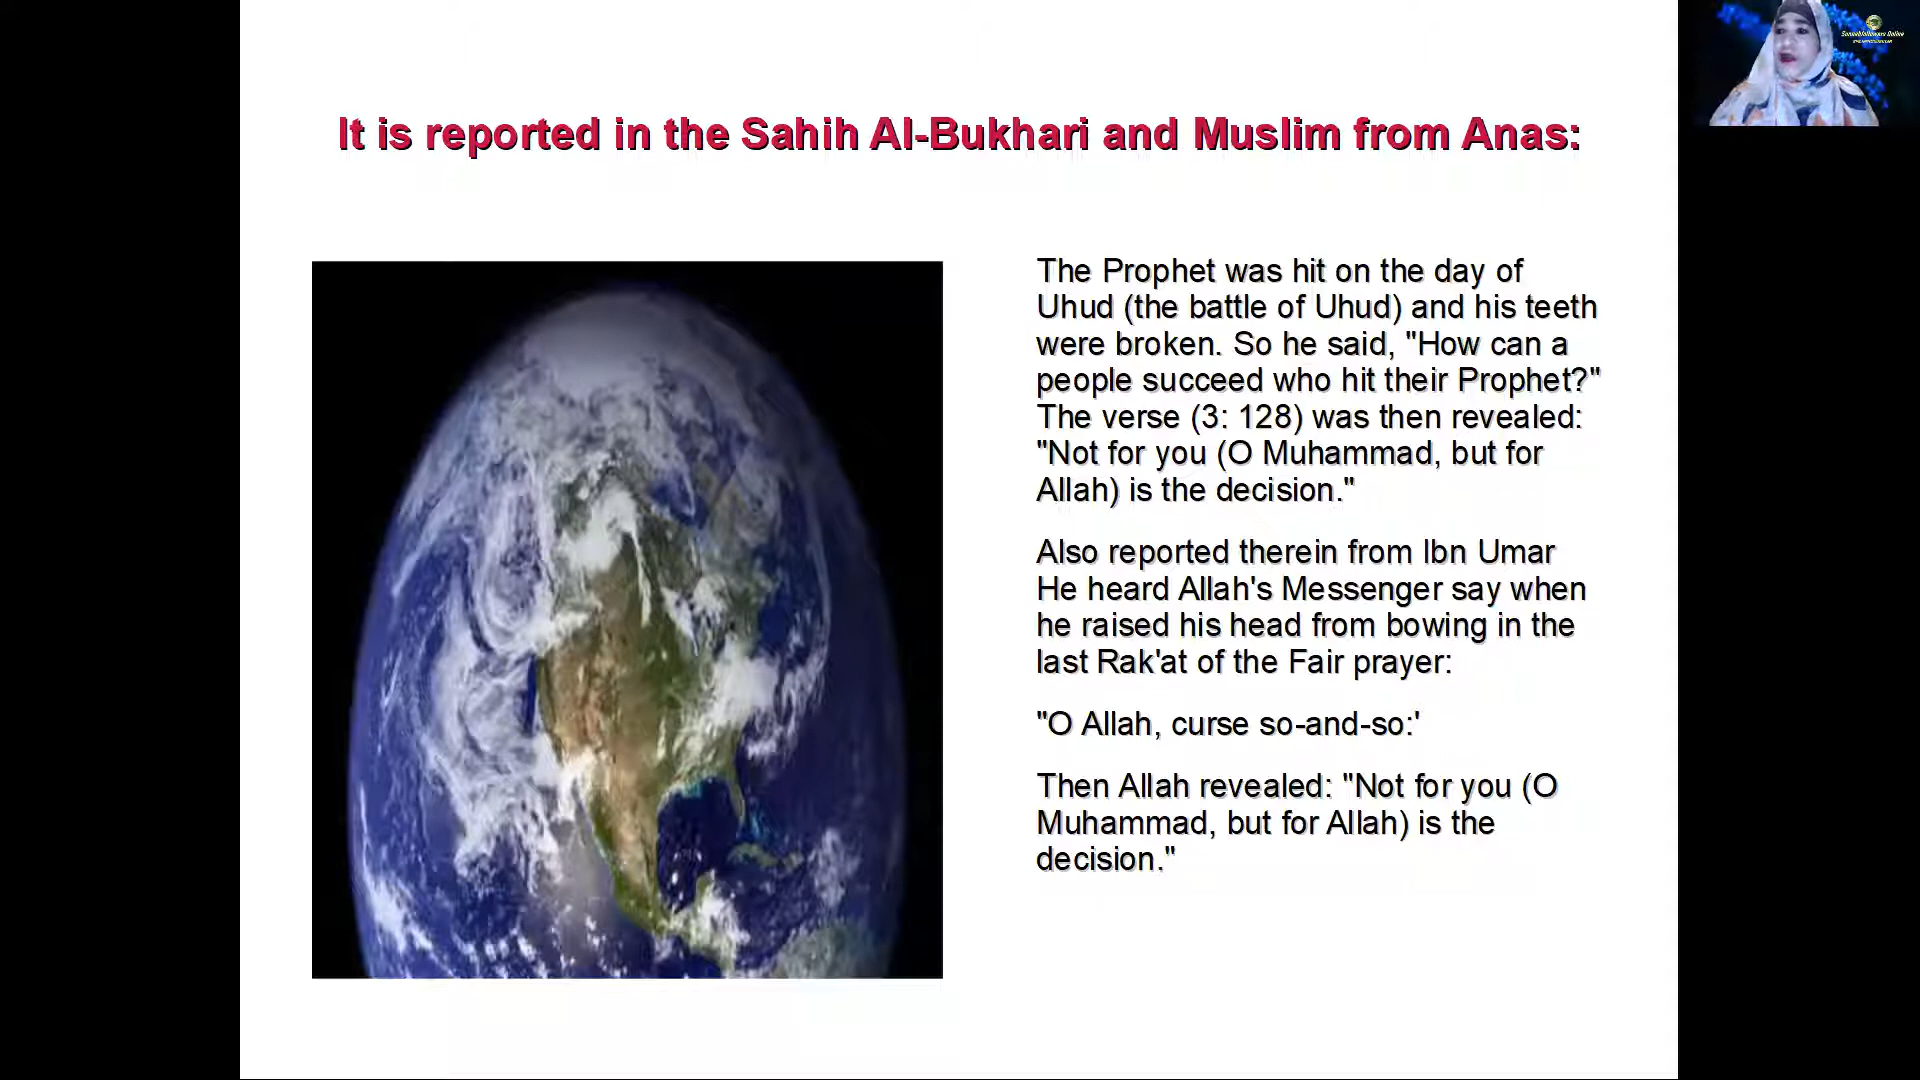 It is reported in the Sahih Al-Bukhari and Muslim from Anas:
The Prophet was hit on the day of
Uhud (the battle of Uhud) and his teeth
were broken. So he said, "How can a
people succeed who hit their Prophet?"
The verse (3: 128) was then revealed:
"Not for you (O Muhammad, but for
Allah) is the decision."
Also reported therein from Ibn Umar
He heard Allah's Messenger say when
he raised his head from bowing in the
last Rak'at of the Fair prayer:
"O Allah, curse so-and-so:'
Then Allah revealed: "Not for you (O
Muhammad, but for Allah) is the
decision."